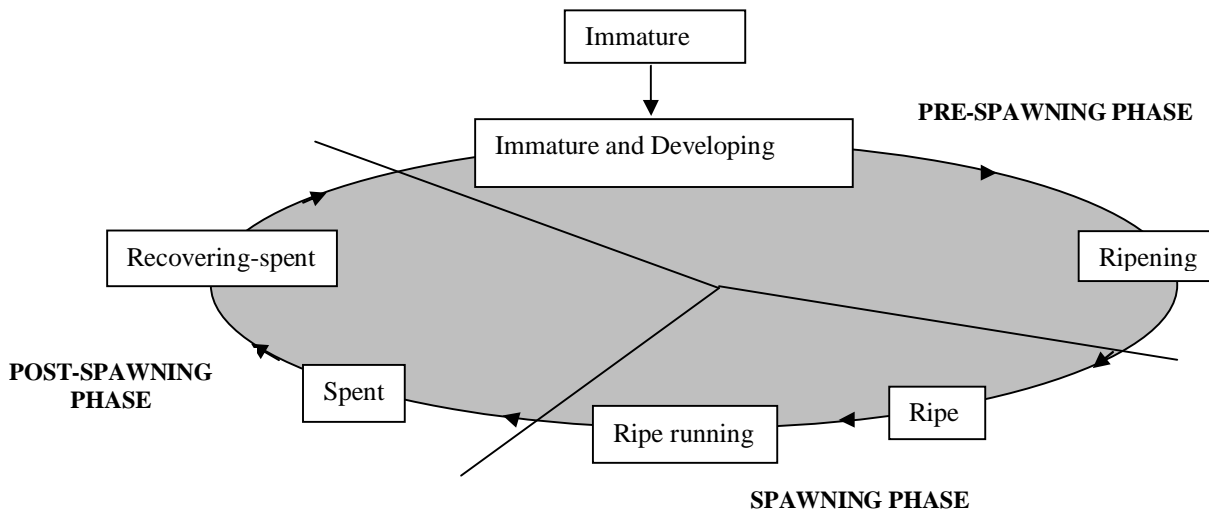 Immature
PRE-SPAWNING PHASE
Immature and Developing
Recovering-spent
Ripening
POST-SPAWNING
PHASE
Spent
Ripe
Ripe running
SPAWNING PHASE